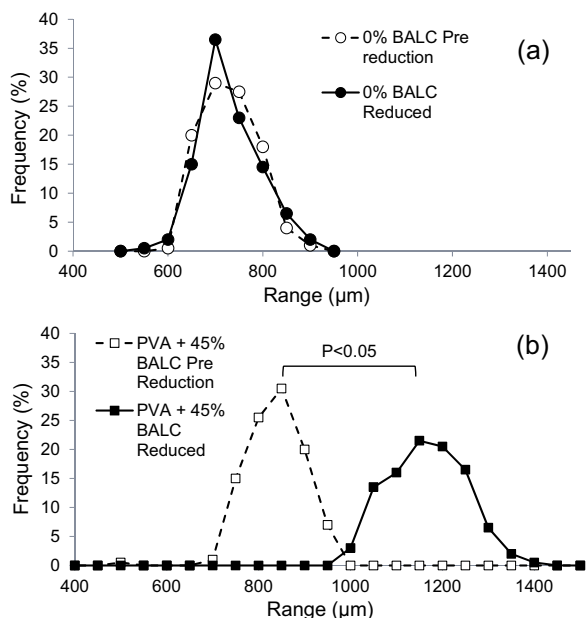 40
35
30
25
20
15
10
5
0
Frequency (%)
0% BALC Pre
reduction
0% BALC
Reduced
(a)
400 600 800 1000 1200 1400
Range (µm)
40
35
30
25
20
15
10
5
0
Frequency (%)
PVA + 45%
BALC Pre
Reduction
PVA + 45%
BALC
Reduced
P<0.05
(b)
400 600 800 1000 1200 1400
Range (µm)